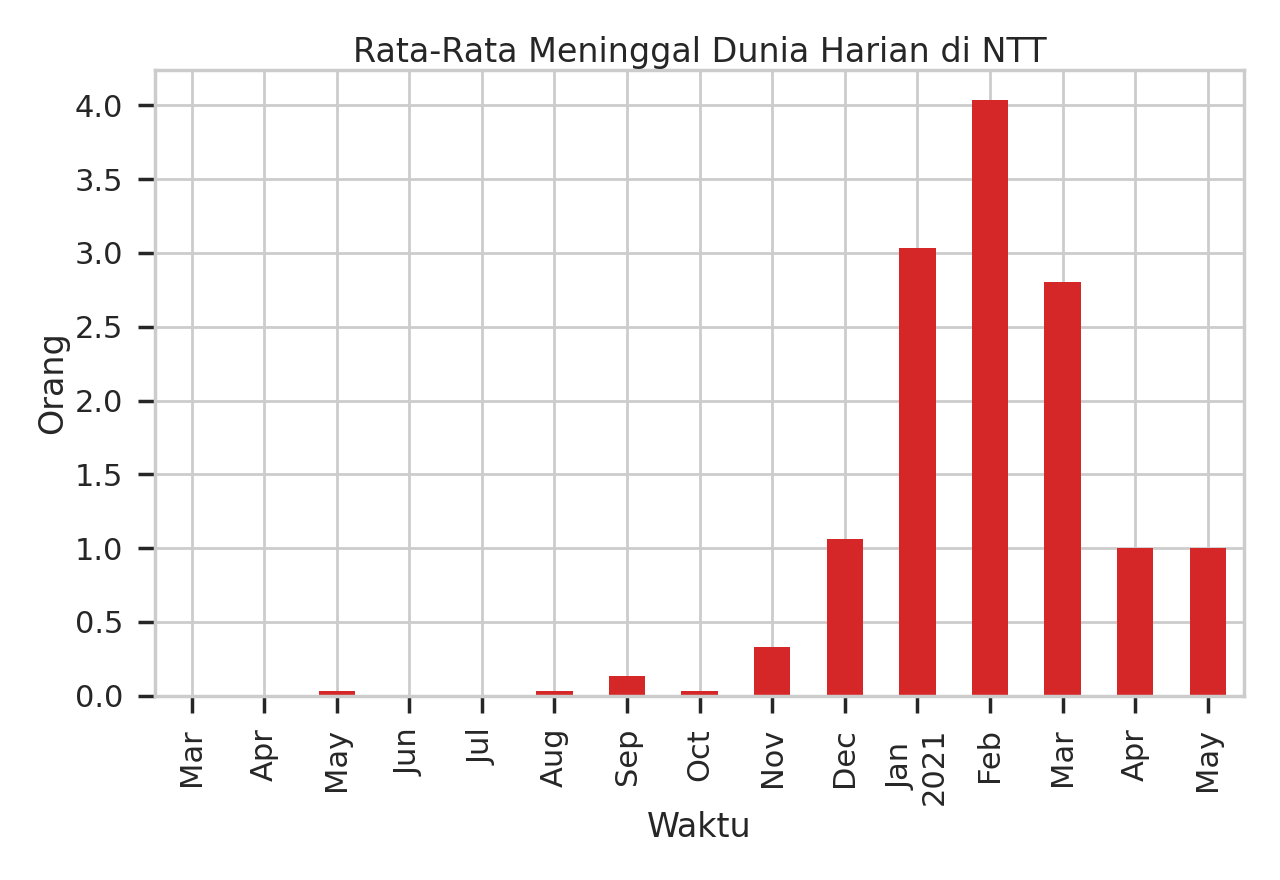 Rata-Rata Meninggal Dunia Harian di NTT
Orang
4.0
3.5
3.0
2.5
2.0
1.5
1.0
0.5
0.0
Mar
Apr
May
Jun
Jul
Aug
Sep
Oct
Nov
Dec
Jan
2021
Feb
Mar
Apr
May
Waktu